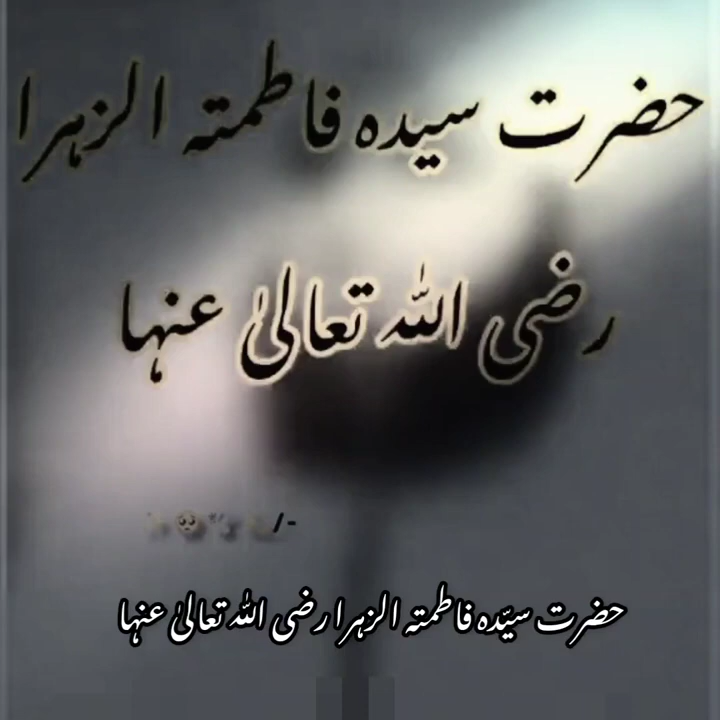 حضرت سیدہ فاطمتہ الزہرا
رضی اللہ تعالیٰ عنہا
-/
حضرت سیّدہ فاطمتہ الزہرا رضی اللہ تعالیٰ عنہا